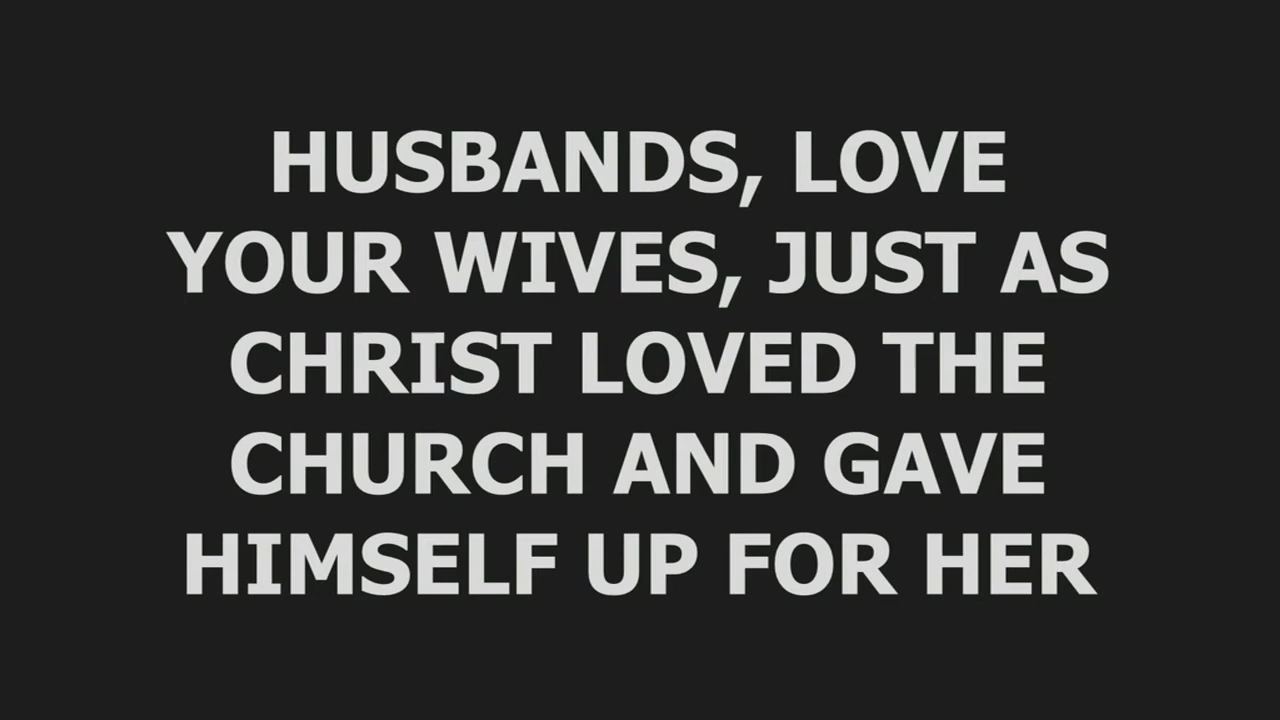 HUSBANDS, LOVE
YOUR WIVES, JUST AS
CHRIST LOVED THE
CHURCH AND GAVE
HIMSELF UP FOR HER